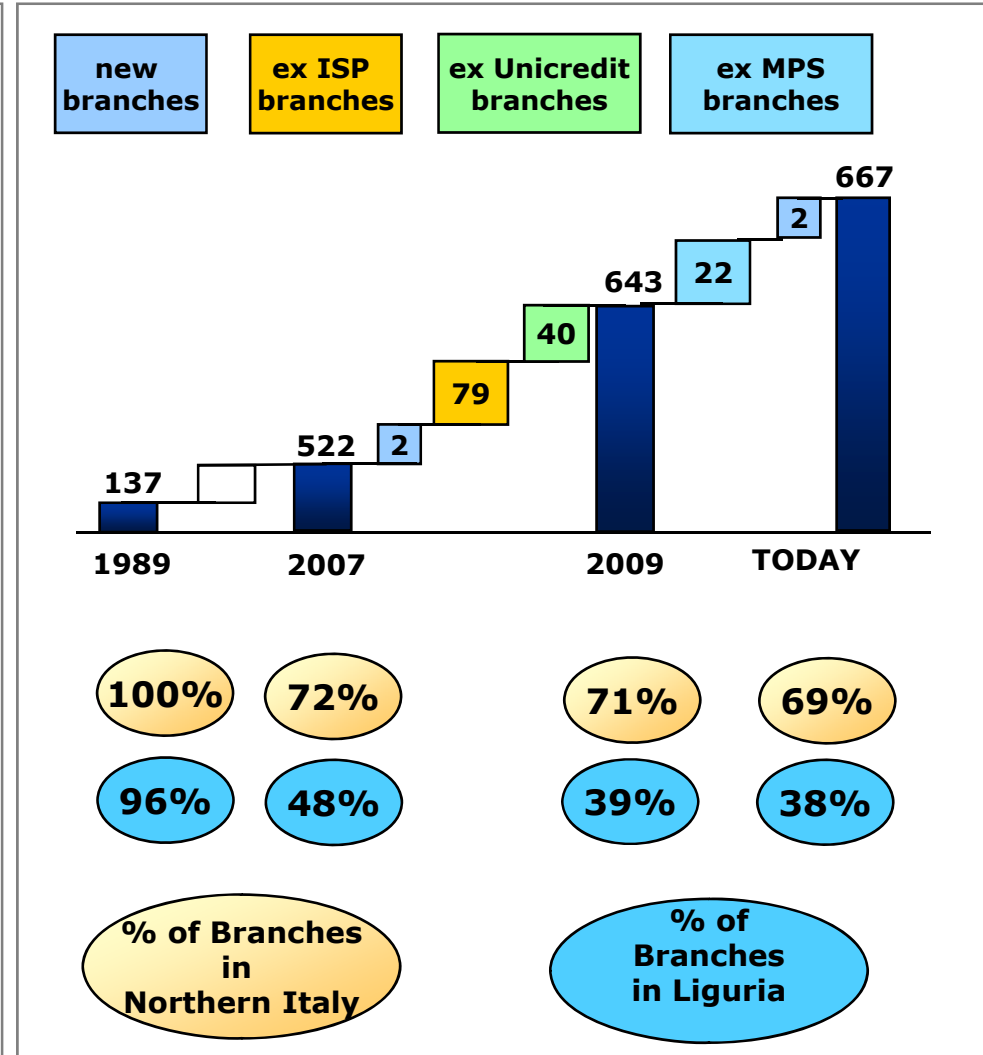 new
branches
ex ISP
branches
ex Unicredit
branches
ex MPS
branches
667
2
643
22
40
79
522
2
137
1989
2007
2009
TODAY
100%
72%
71%
69%
96%
48%
39%
38%
% of Branches
in
Northern Italy
% of
Branches
in Liguria